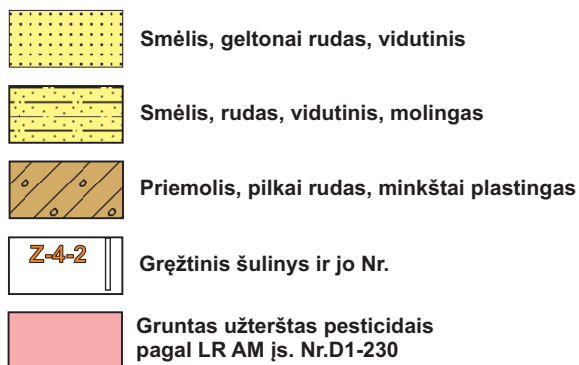 Smėlis, geltonai rudas, vidutinis
Smėlis, rudas, vidutinis, molingas
Priemolis, pilkai rudas, minkštai plastingas
Z-4-2
Gręžtinis šulinys ir jo Nr.
Gruntas užterštas pesticidais
pagal LR AM įs. Nr.D1-230